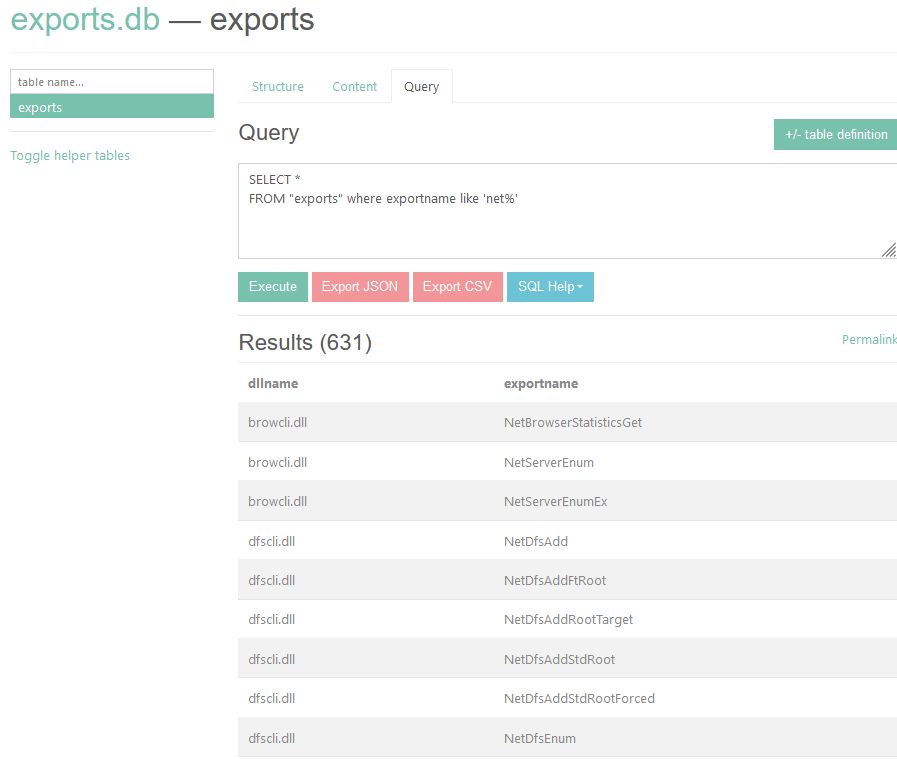 exports.db — exports
table name...
exports
Toggle helper tables
Structure Content Query
Query
+/- table definition
SELECT *
FROM "exports" where exportname like 'net%'
Execute Export JSON Export CSV SQL Help
Results (631)
Permalink
dllname exportname
browcli.dll NetBrowserStatisticsGet
browcli.dll NetServerEnum
browcli.dll NetServerEnumEx
dfscli.dll NetDfsAdd
dfscli.dll NetDfsAddFtRoot
dfscli.dll NetDfsAddRootTarget
dfscli.dll NetDfsAddStdRoot
dfscli.dll NetDfsAddStdRootForced
dfscli.dll NetDfsEnum